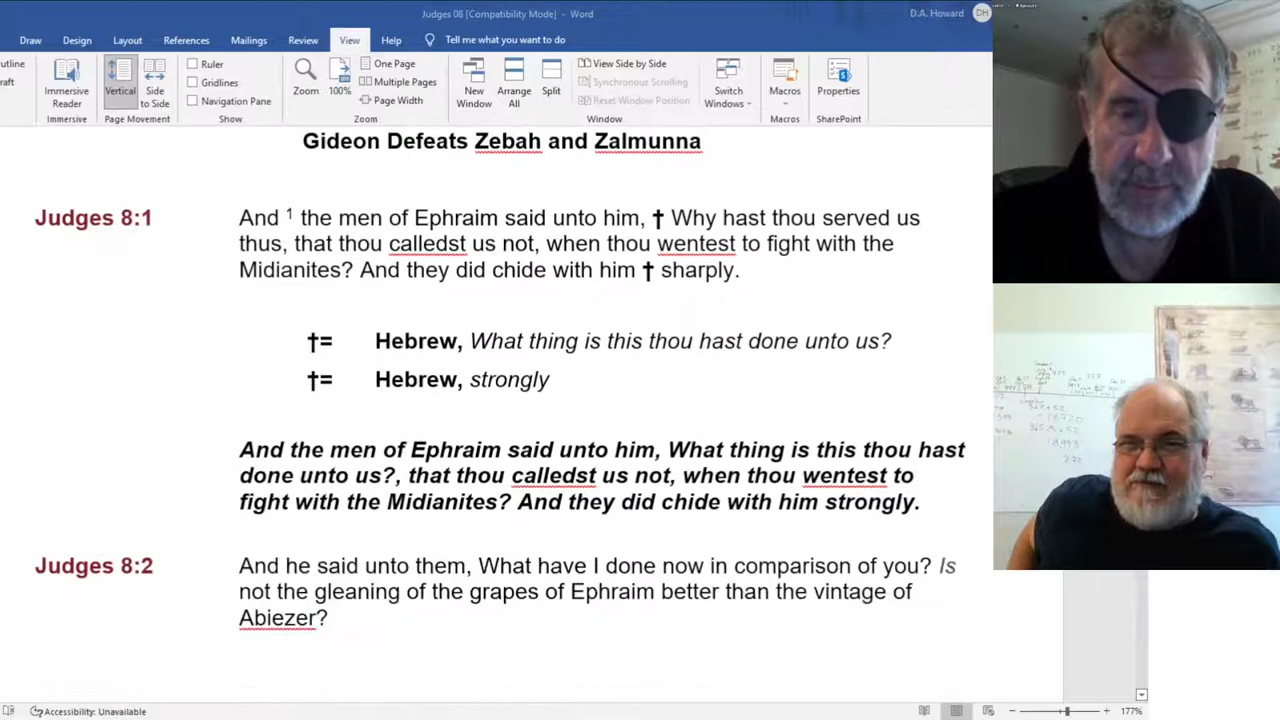 Judges 08 [Compatibility Mode] - Word
D.A. Howard DH
Draw Design Layout References Mailings Review View Help Tell me what you want to do
Immersive Reader
Immersive
Vertical
Side to Side
Page Movement
Ruler
Gridlines
Navigation Pane
Show
Zoom
100%
One Page
Multiple Pages
Page Width
Zoom
New Window
Arrange All
Split
View Side by Side
Synchronous Scrolling
Reset Window Position
Window
Switch Windows
Macros
Macros
Properties
SharePoint
Gideon Defeats Zebah and Zalmunna
Judges 8:1 And 1 the men of Ephraim said unto him, † Why hast thou served us
thus, that thou calledst us not, when thou wentest to fight with the
Midianites? And they did chide with him † sharply.
†= Hebrew, What thing is this thou hast done unto us?
†= Hebrew, strongly
And the men of Ephraim said unto him, What thing is this thou hast
done unto us?, that thou calledst us not, when thou wentest to
fight with the Midianites? And they did chide with him strongly.
Judges 8:2 And he said unto them, What have I done now in comparison of you? Is
not the gleaning of the grapes of Ephraim better than the vintage of
Abiezer?
Accessibility: Unavailable
177%